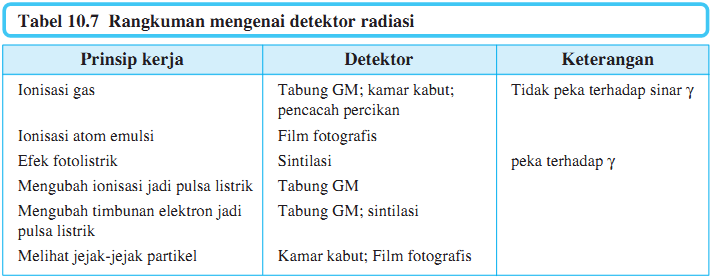 Tabel 10.7 Rangkuman mengenai detektor radiasi
Prinsip kerja Detektor Keterangan
Ionisasi gas Tabung GM; kamar kabut; Tidak peka terhadap sinar γ
pencacah percikan
Ionisasi atom emulsi Film fotografis
Efek fotolistrik Sintilasi peka terhadap γ
Mengubah ionisasi jadi pulsa listrik Tabung GM
Mengubah timbunan elektron jadi Tabung GM; sintilasi
pulsa listrik
Melihat jejak-jejak partikel Kamar kabut; Film fotografis